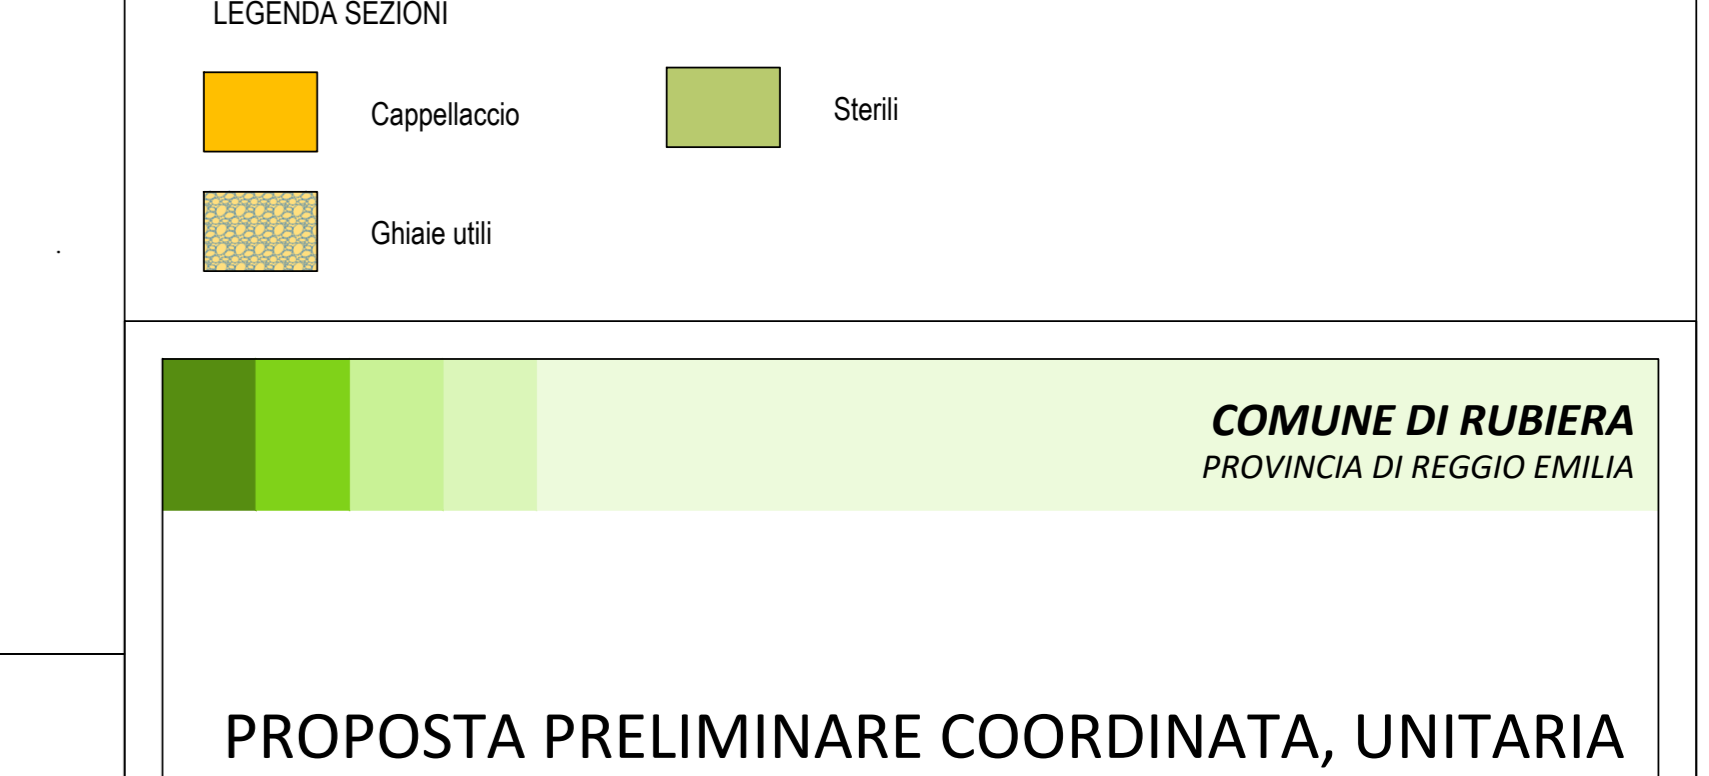 LEGENDA SEZIONI
Cappellaccio
Sterili
Ghiaie utili
COMUNE DI RUBIERA
PROVINCIA DI REGGIO EMILIA
PROPOSTA PRELIMINARE COORDINATA, UNITARIA